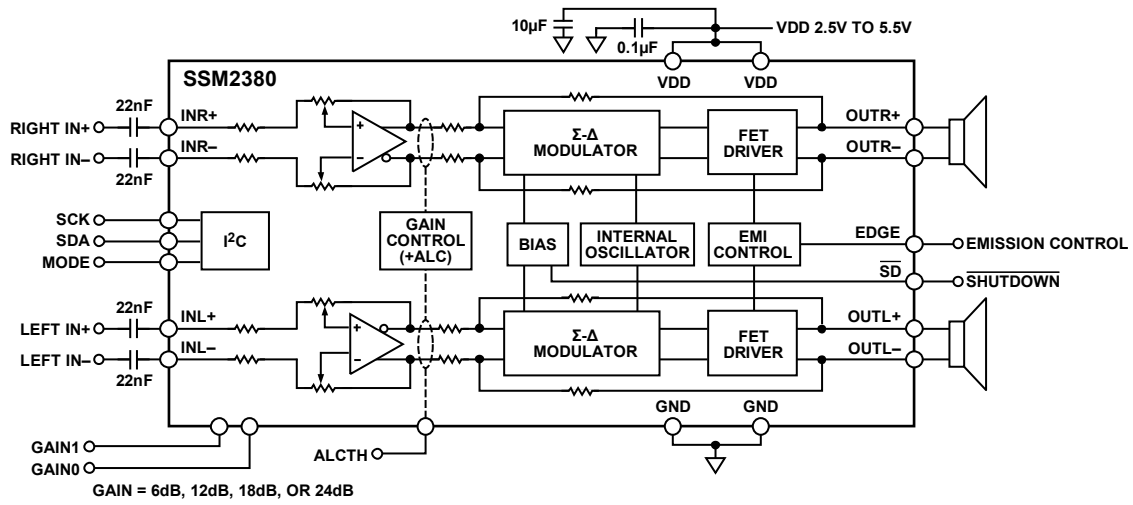 10µF
0.1µF
VDD 2.5V TO 5.5V
VDD
VDD
SSM2380
22nF
RIGHT IN+
INR+
RIGHT IN–
INR–
22nF
Σ-Δ
MODULATOR
FET
DRIVER
OUTR+
OUTR–
SCK
SDA
MODE
I²C
GAIN
CONTROL
(+ALC)
BIAS
INTERNAL
OSCILLATOR
EMI
CONTROL
EDGE
EMISSION CONTROL
SD
SHUTDOWN
22nF
LEFT IN+
INL+
LEFT IN–
INL–
22nF
Σ-Δ
MODULATOR
FET
DRIVER
OUTL+
OUTL–
GND
GND
GAIN1
GAIN0
ALCTH
GAIN = 6dB, 12dB, 18dB, OR 24dB
+
–
+
–